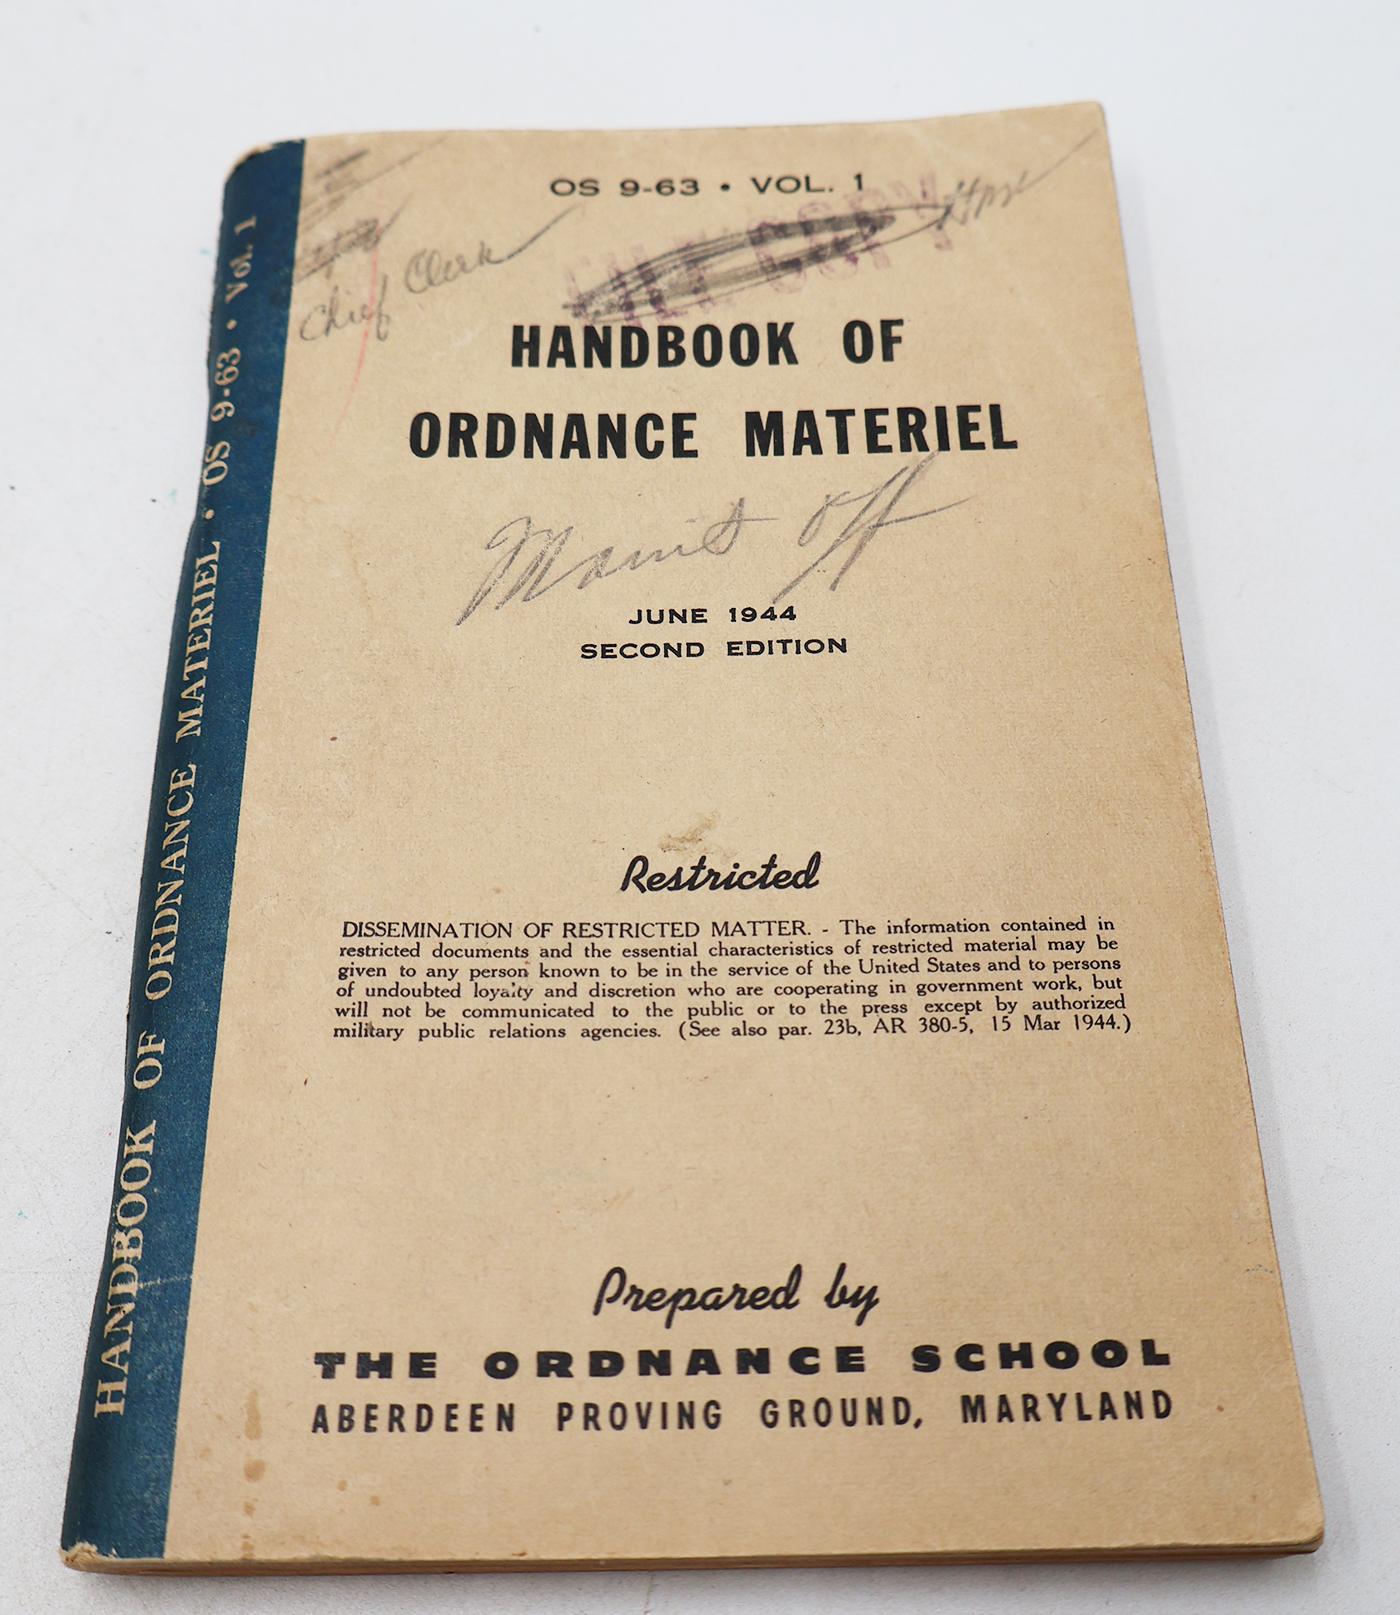 OS 9-63 • VOL. 1
FILE COPY
Chief Clerk
HANDBOOK OF
ORDNANCE MATERIEL
Maint Off
JUNE 1944
SECOND EDITION
Restricted
DISSEMINATION OF RESTRICTED MATTER. - The information contained in
restricted documents and the essential characteristics of restricted material may be
given to any person known to be in the service of the United States and to persons
of undoubted loyalty and discretion who are cooperating in government work, but
will not be communicated to the public or to the press except by authorized
military public relations agencies. (See also par. 23b, AR 380-5, 15 Mar 1944.)
Prepared by
THE ORDNANCE SCHOOL
ABERDEEN PROVING GROUND, MARYLAND
HANDBOOK OF ORDNANCE MATERIEL • OS 9-63 • Vol. 1